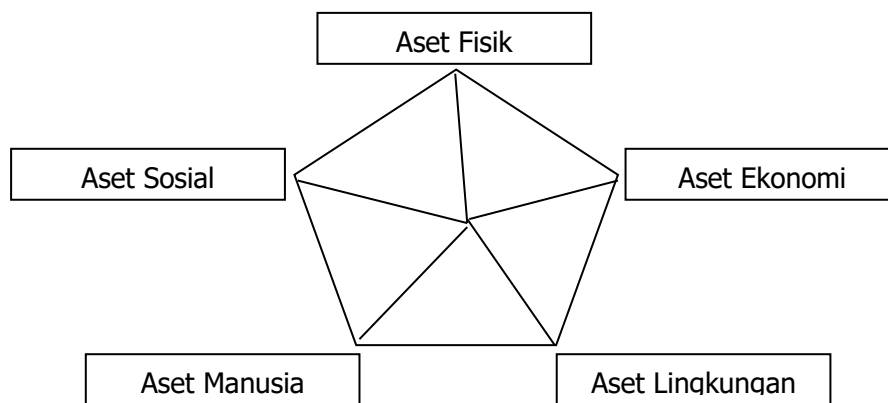 Aset Fisik
Aset Sosial
Aset Ekonomi
Aset Manusia
Aset Lingkungan